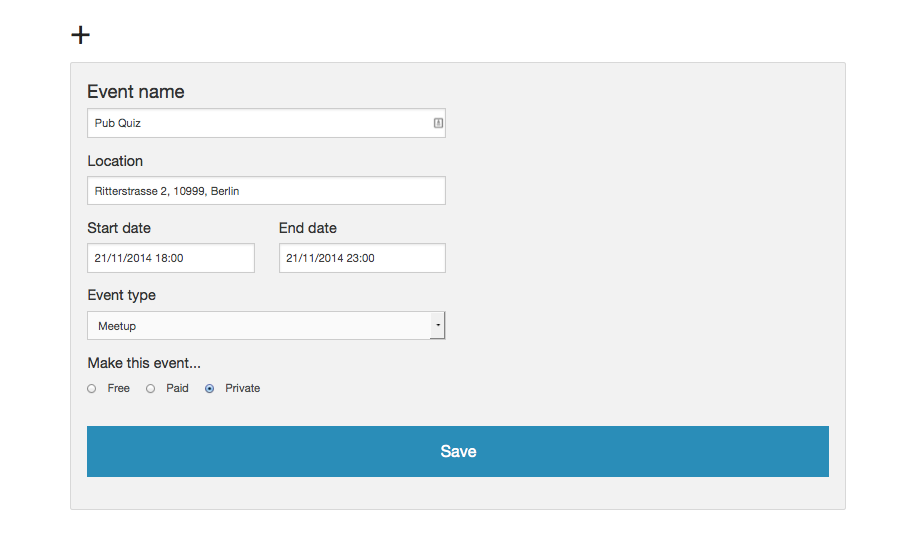 +
Event name
Pub Quiz
Location
Ritterstrasse 2, 10999, Berlin
Start date End date
21/11/2014 18:00 21/11/2014 23:00
Event type
Meetup
Make this event...
Free Paid Private
Save